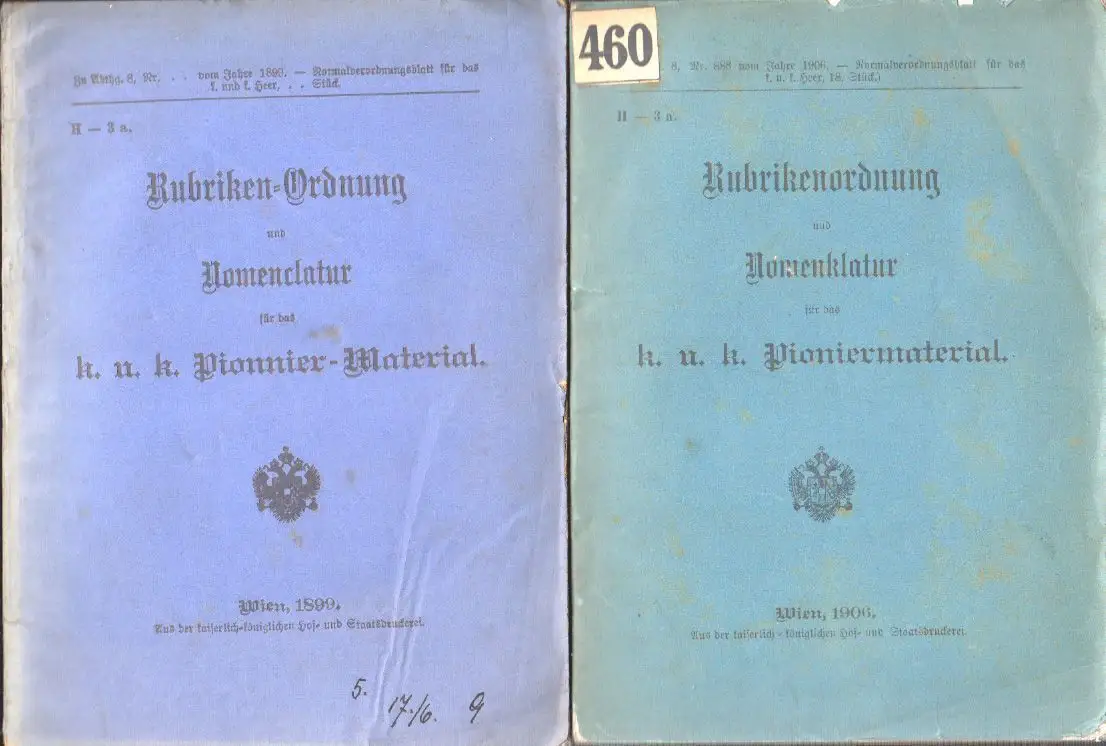 Zu Abthg. 8, Nr. . . vom Jahre 1899. — Normalverordnungsblatt für das
k. und k. Heer, . . Stück.
H — 3 a.
Rubriken-Ordnung
und
Nomenclatur
für das
k. u. k. Pionnier-Material.
Wien, 1899.
Aus der kaiserlich-königlichen Hof- und Staatsdruckerei.
5. 17./6. 9
460
8, Nr. 888 vom Jahre 1906. — Normalverordnungsblatt für das
k. u. k. Heer, 18. Stück.)
H — 3 a.
Rubrikenordnung
und
Nomenklatur
für das
k. u. k. Pioniermaterial.
Wien, 1906.
Aus der kaiserlich-königlichen Hof- und Staatsdruckerei.